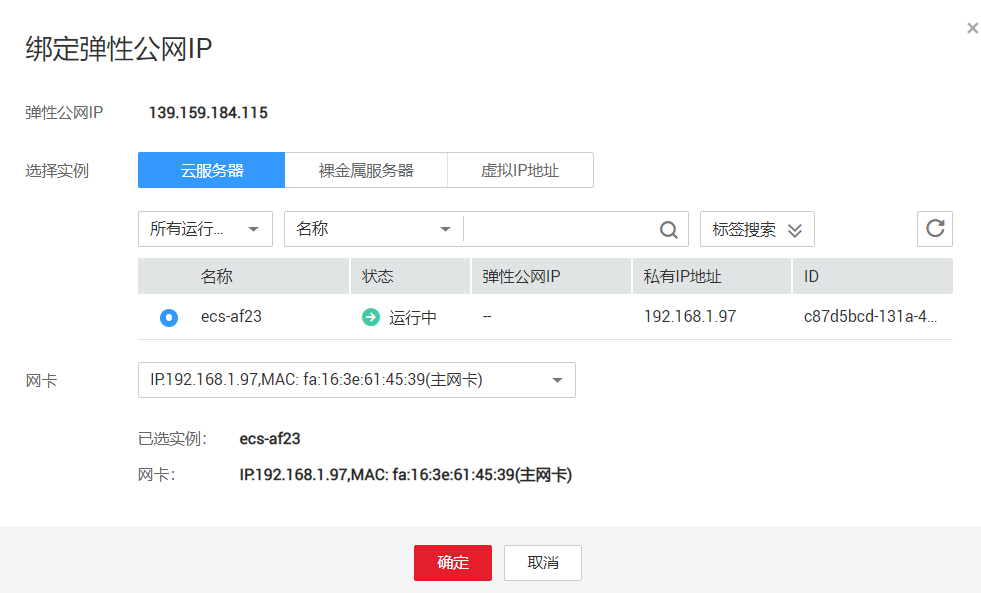 绑定弹性公网IP
弹性公网IP 139.159.184.115
选择实例 云服务器 裸金属服务器 虚拟IP地址
所有运行... 名称 标签搜索
名称 状态 弹性公网IP 私有IP地址 ID
ecs-af23 运行中 -- 192.168.1.97 c87d5bcd-131a-4...
网卡 IP.192.168.1.97,MAC: fa:16:3e:61:45:39(主网卡)
已选实例: ecs-af23
网卡: IP.192.168.1.97,MAC: fa:16:3e:61:45:39(主网卡)
确定 取消